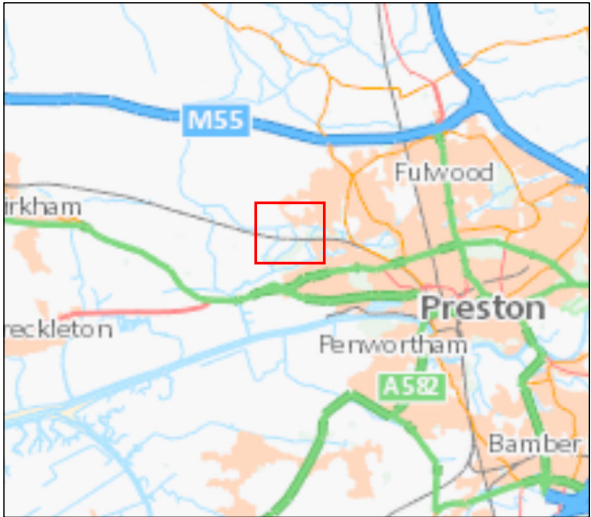 M55
Fulwood
irkham
Preston
reckleton
Penwortham
A582
Bamber